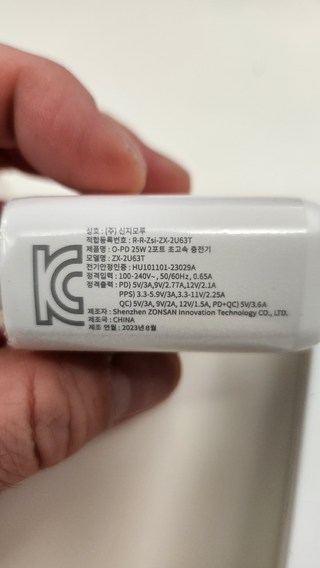 상호 : (주) 신지모루
적합등록번호 : R-R-Zsi-ZX-2U63T
제품명 : O-PD 25W 2포트 초고속 충전기
모델명 : ZX-2U63T
전기안정인증 : HU101101-23029A
정격입력 : 100-240V~, 50/60Hz, 0.65A
정격출력 : PD) 5V/3A,9V/2.77A,12V/2.1A
PPS) 3.3-5.9V/3A,3.3-11V/2.25A
QC) 5V/3A, 9V/2A, 12V/1.5A, PD+QC) 5V/3.6A
제조자 : Shenzhen ZONSAN Innovation Technology CO., LTD.
제조국 : CHINA
제조 연월 : 2023년 8월